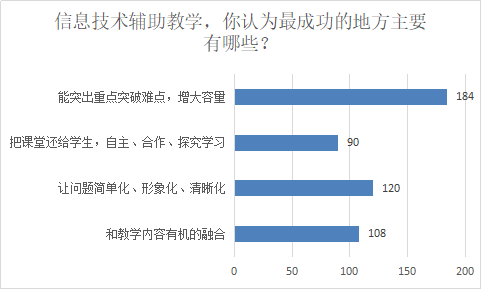 信息技术辅助教学，你认为最成功的地方主要
有哪些？
能突出重点突破难点，增大容量 184
把课堂还给学生，自主、合作、探究学习 90
让问题简单化、形象化、清晰化 120
和教学内容有机的融合 108
0 50 100 150 200